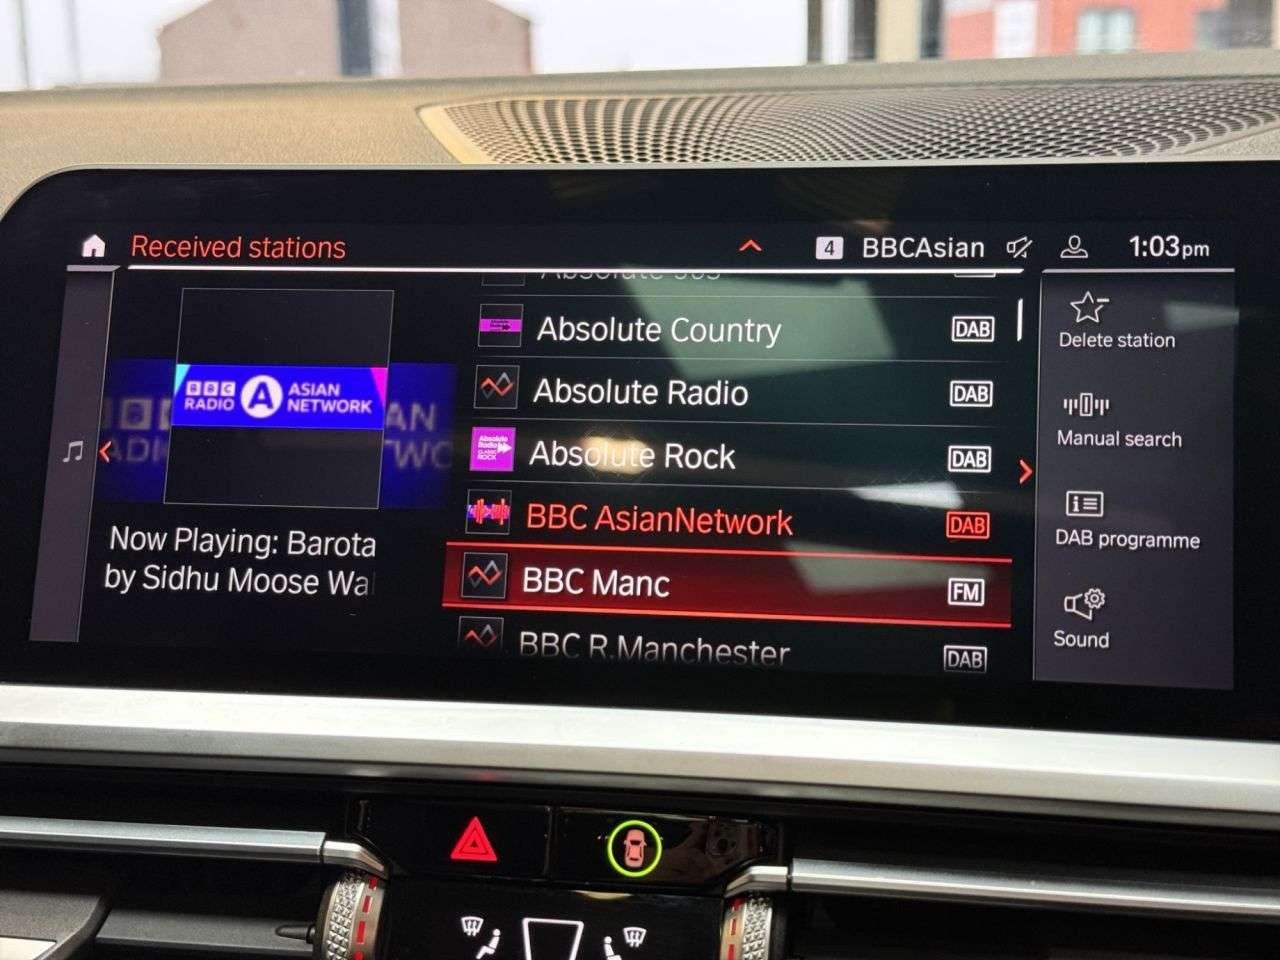 Received stations
4 BBCAsian 1:03pm
Absolute 90s
Absolute Country DAB
Absolute Radio DAB
Absolute Rock DAB
BBC AsianNetwork DAB
BBC Manc FM
BBC R.Manchester DAB
BBC RADIO A ASIAN NETWORK
Now Playing: Barota
by Sidhu Moose Wa
Delete station
Manual search
DAB programme
Sound